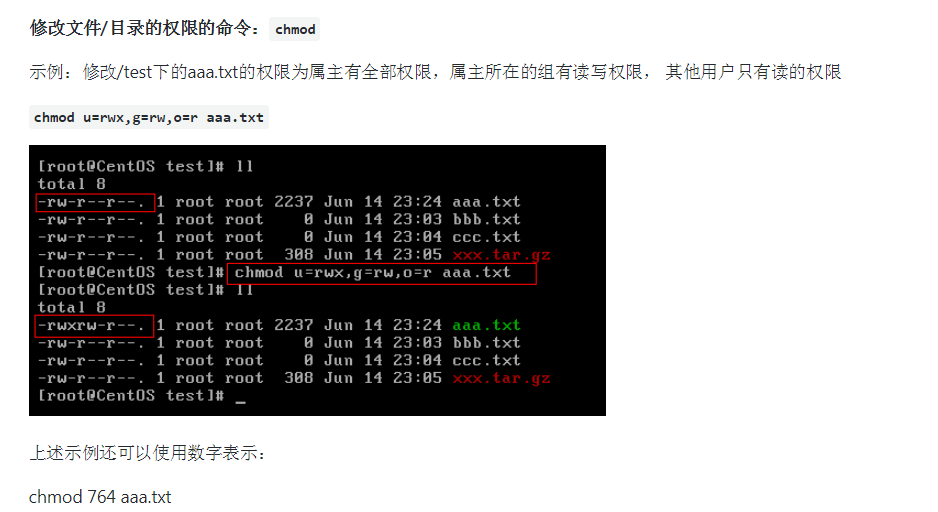 修改文件/目录的权限的命令：chmod
示例：修改/test下的aaa.txt的权限为属主有全部权限，属主所在的组有读写权限， 其他用户只有读的权限
chmod u=rwx,g=rw,o=r aaa.txt
[root@CentOS test]# ll
total 8
-rw-r--r--. 1 root root 2237 Jun 14 23:24 aaa.txt
-rw-r--r--. 1 root root    0 Jun 14 23:03 bbb.txt
-rw-r--r--. 1 root root    0 Jun 14 23:04 ccc.txt
-rw-r--r--. 1 root root  308 Jun 14 23:05 xxx.tar.gz
[root@CentOS test]# chmod u=rwx,g=rw,o=r aaa.txt
[root@CentOS test]# ll
total 8
-rwxrw-r--. 1 root root 2237 Jun 14 23:24 aaa.txt
-rw-r--r--. 1 root root    0 Jun 14 23:03 bbb.txt
-rw-r--r--. 1 root root    0 Jun 14 23:04 ccc.txt
-rw-r--r--. 1 root root  308 Jun 14 23:05 xxx.tar.gz
[root@CentOS test]# _
上述示例还可以使用数字表示：
chmod 764 aaa.txt